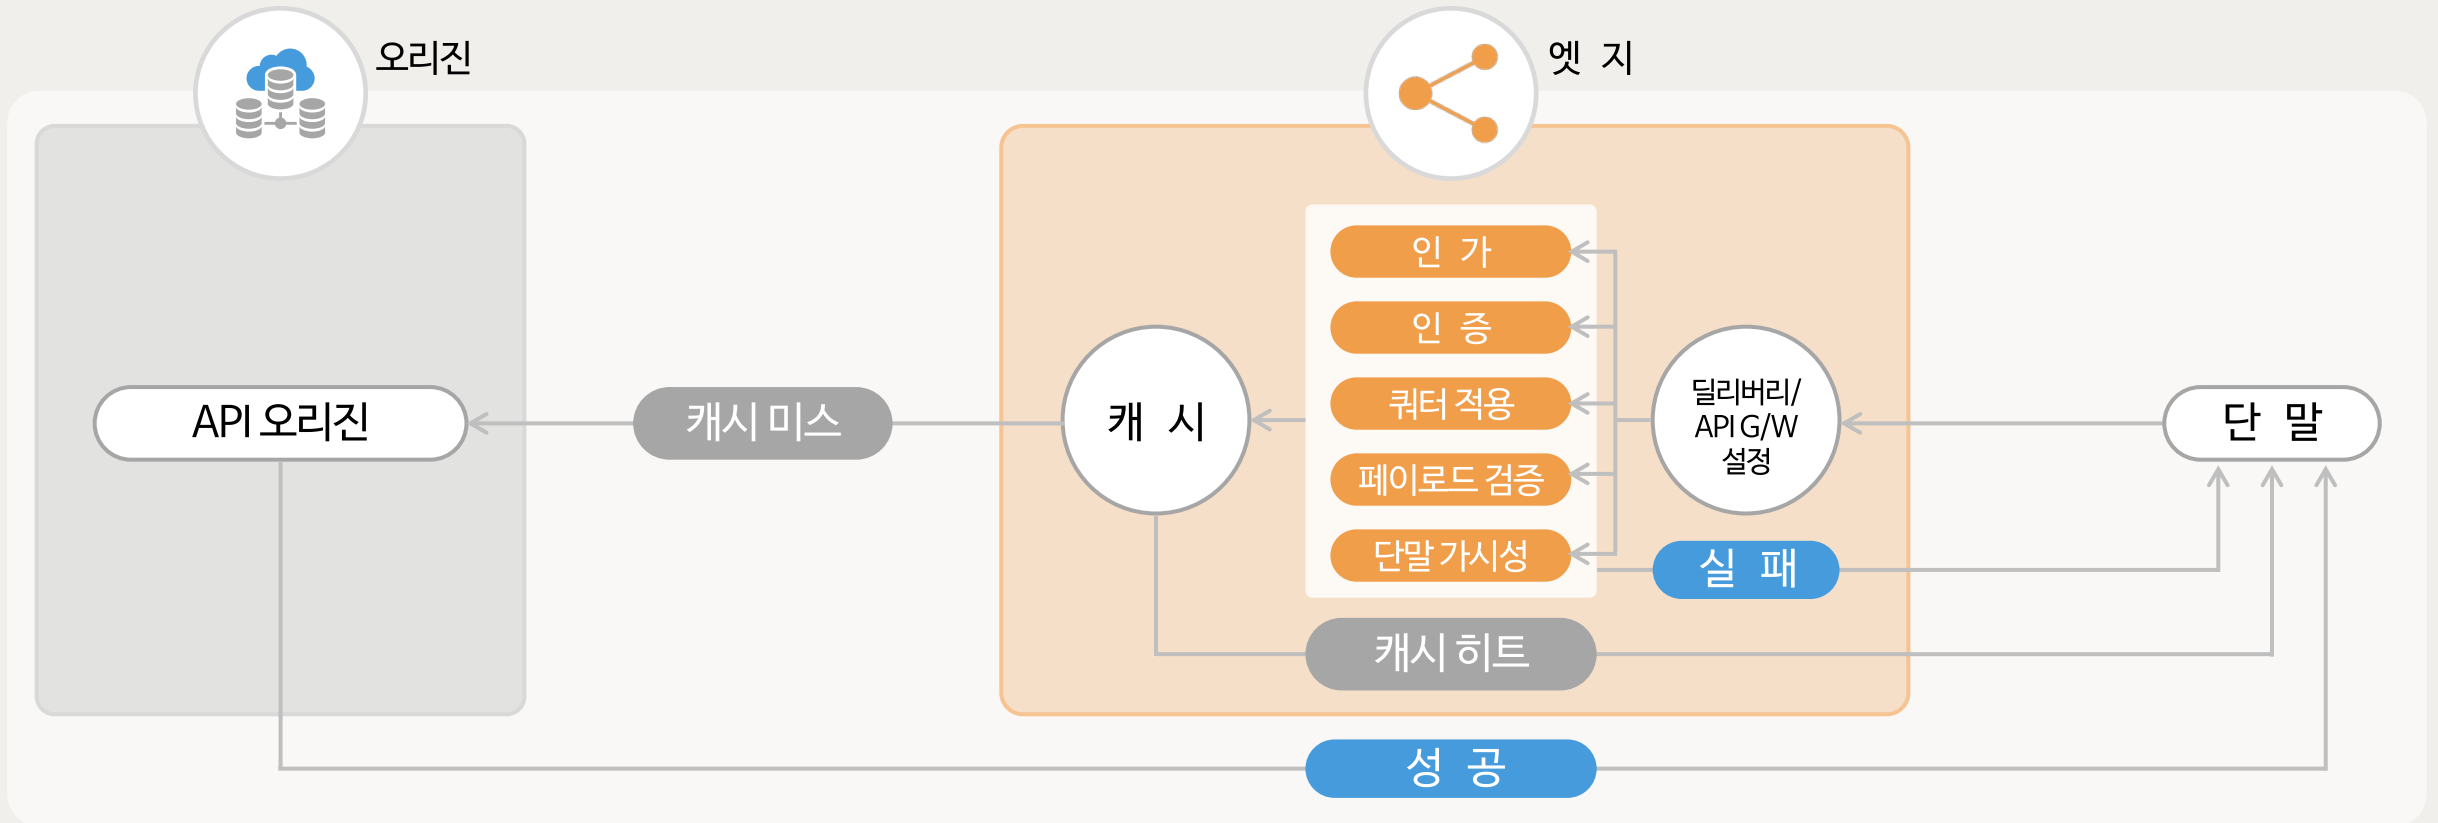 오리진
엣 지
인 가
인 증
쿼터 적용
페이로드 검증
단말 가시성
API 오리진
캐시 미스
캐 시
딜리버리/
API G/W
설정
단 말
실 패
캐시 히트
성 공